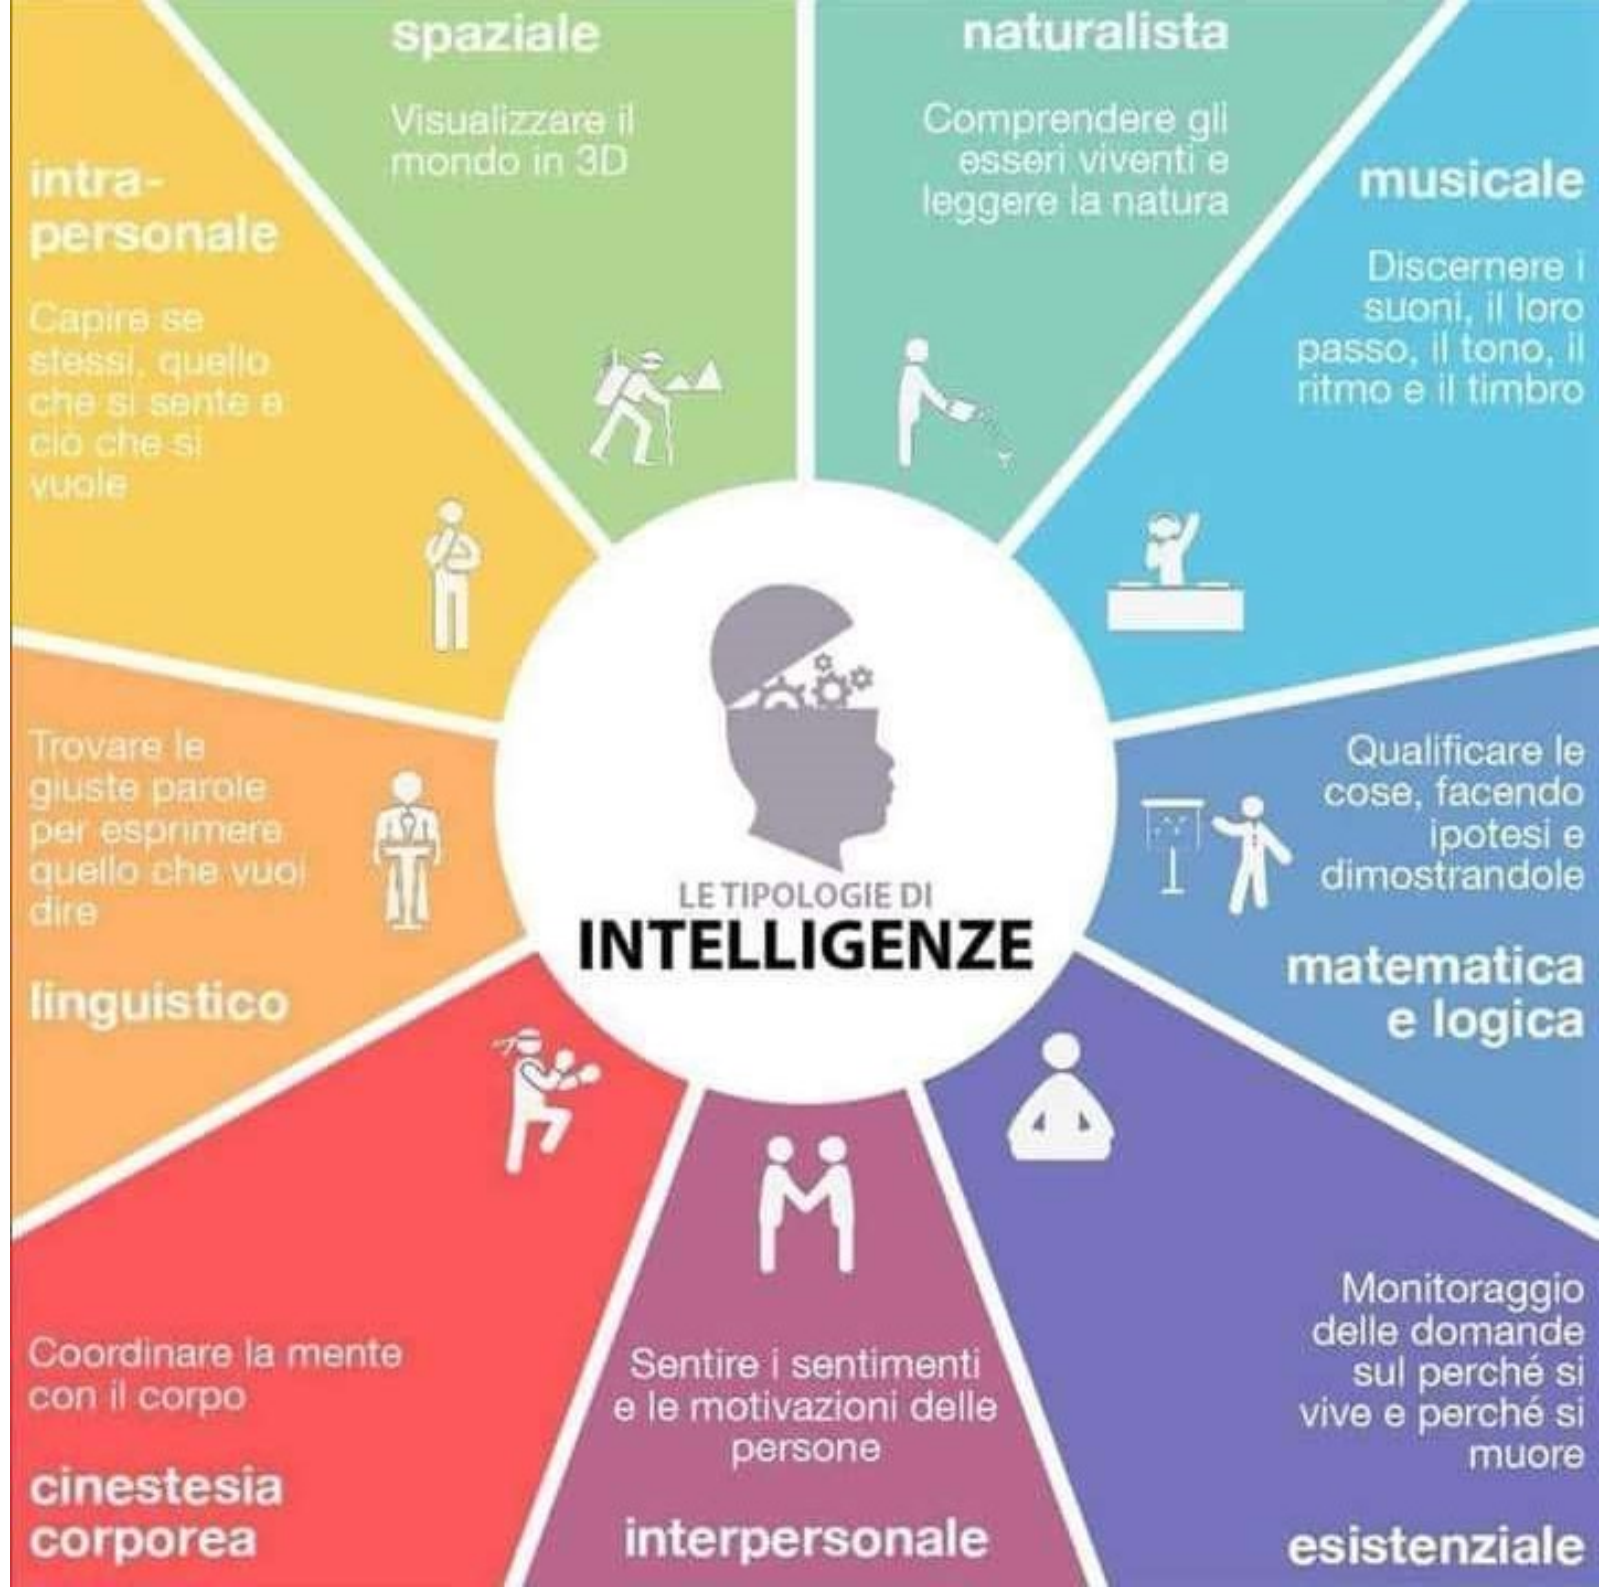 spaziale
Visualizzare il
mondo in 3D
naturalista
Comprendere gli
esseri viventi e
leggere la natura
musicale
Discernere i
suoni, il loro
passo, il tono, il
ritmo e il timbro
Qualificare le
cose, facendo
ipotesi e
dimostrandole
matematica
e logica
Monitoraggio
delle domande
sul perché si
vive e perché si
muore
esistenziale
Sentire i sentimenti
e le motivazioni delle
persone
interpersonale
Coordinare la mente
con il corpo
cinestesia
corporea
Trovare le
giuste parole
per esprimere
quello che vuoi
dire
linguistico
intra-
personale
Capire se
stessi, quello
che si sente e
ciò che si
vuole
LE TIPOLOGIE DI
INTELLIGENZE